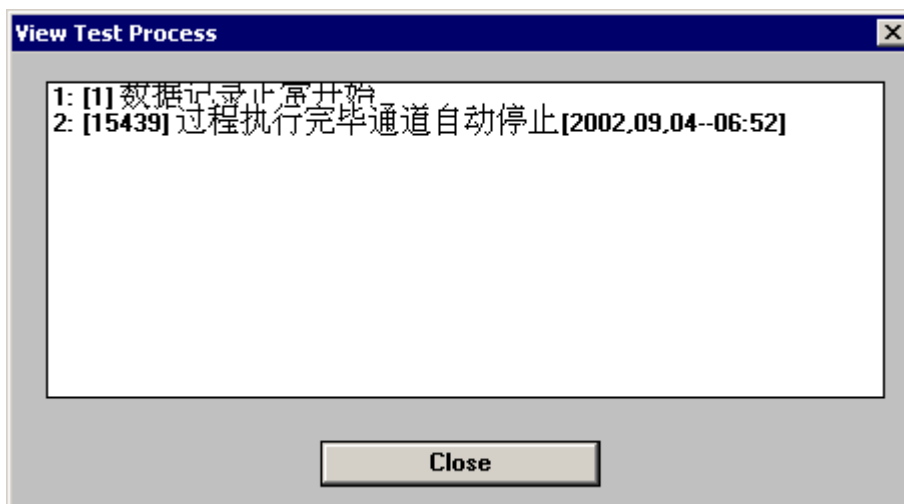 View Test Process
1: [1] 数据记录正常开始
2: [15439] 过程执行完毕通道自动停止[2002,09,04--06:52]
Close